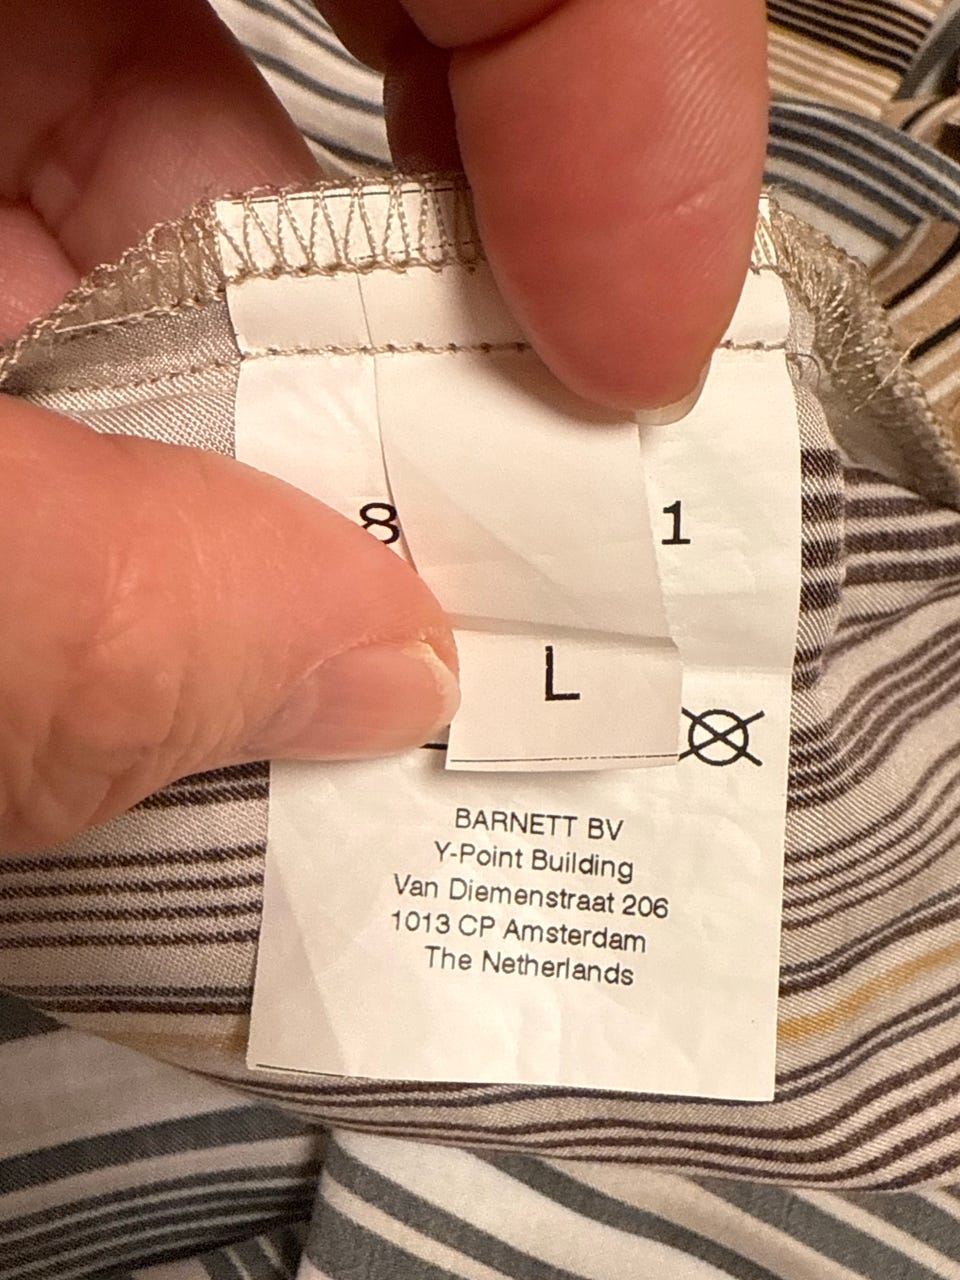 8 1
L
BARNETT BV
Y-Point Building
Van Diemenstraat 206
1013 CP Amsterdam
The Netherlands